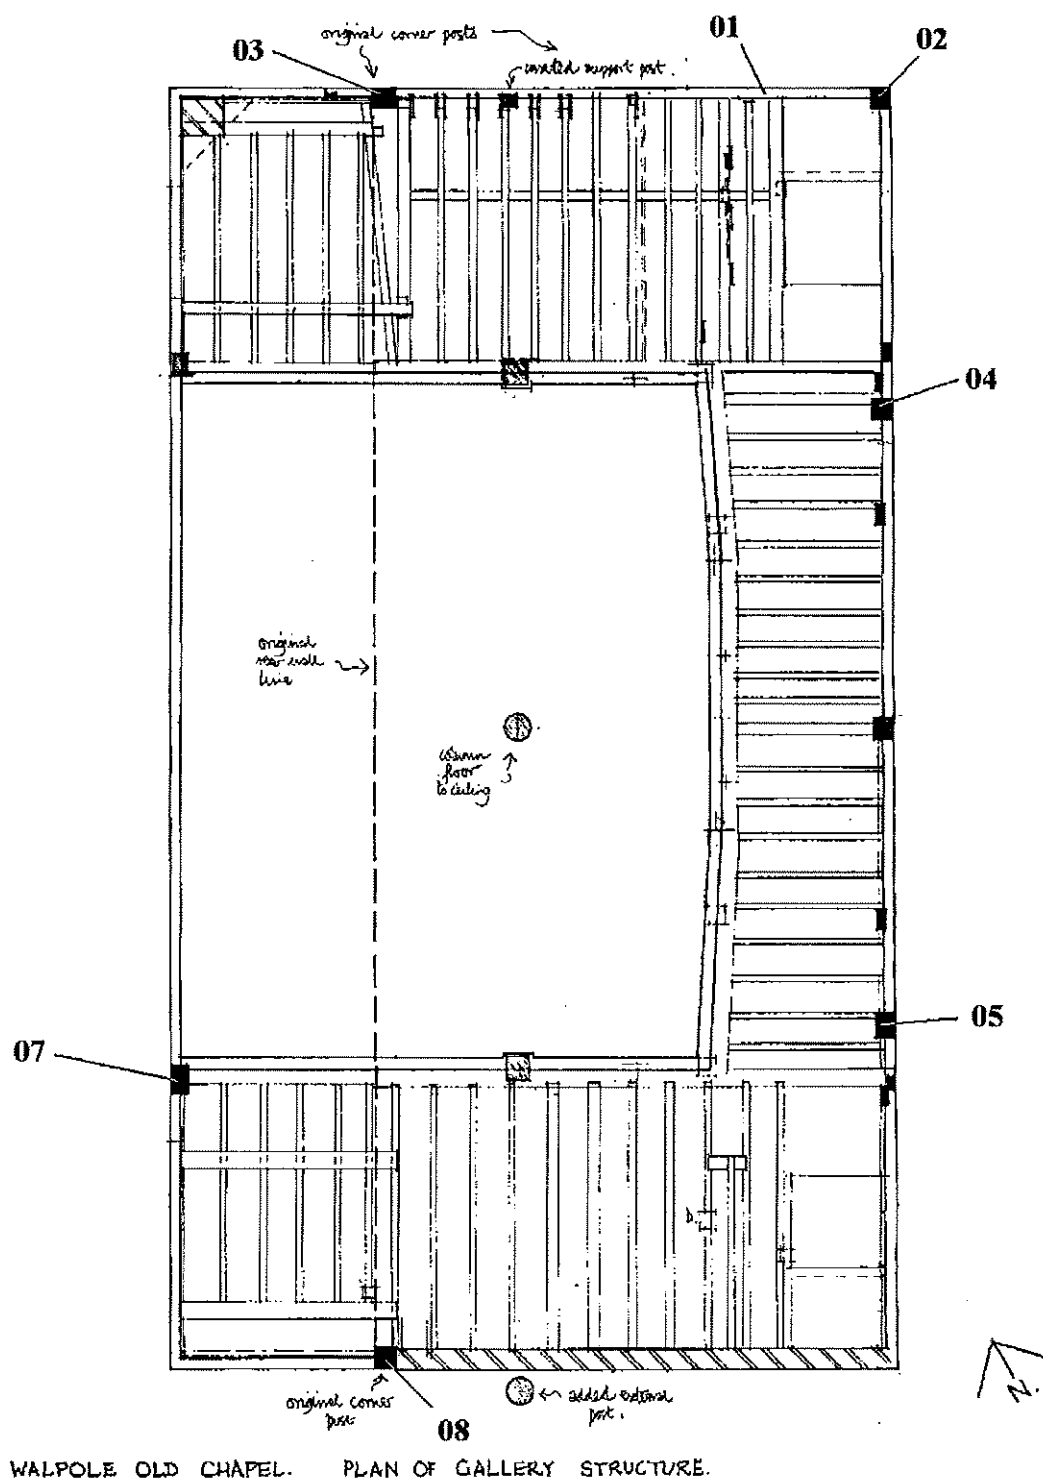 original corner posts
03
01
02
inserted support post.
04
original
rear wall
line
column
floor
to ceiling
05
07
D.
original corner
post
added external
post.
08
N.
WALPOLE OLD CHAPEL. PLAN OF GALLERY STRUCTURE.